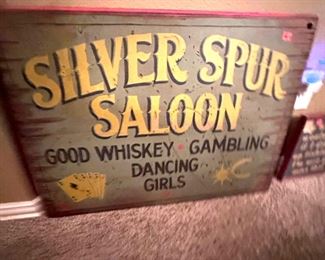 SILVER SPUR
SALOON
GOOD WHISKEY • GAMBLING
DANCING
GIRLS